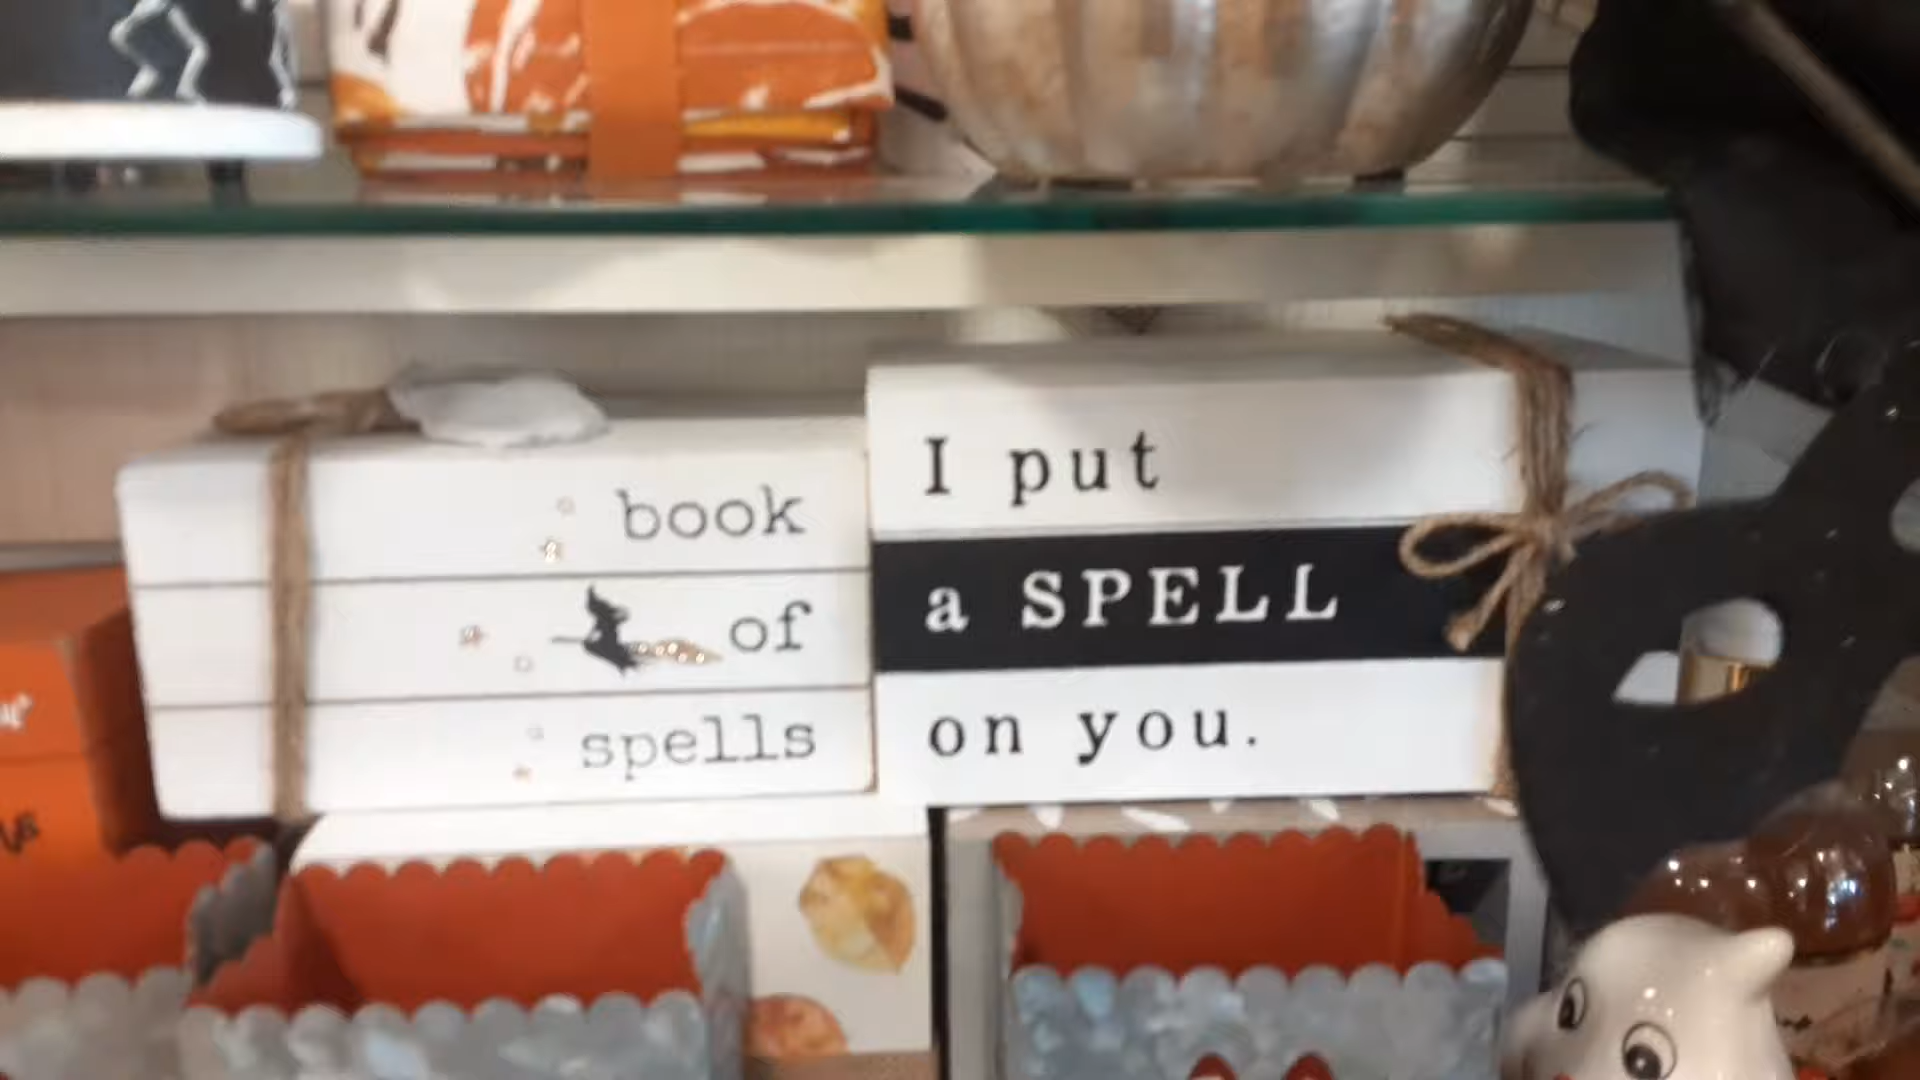 book
of
spells
I put
a SPELL
on you.